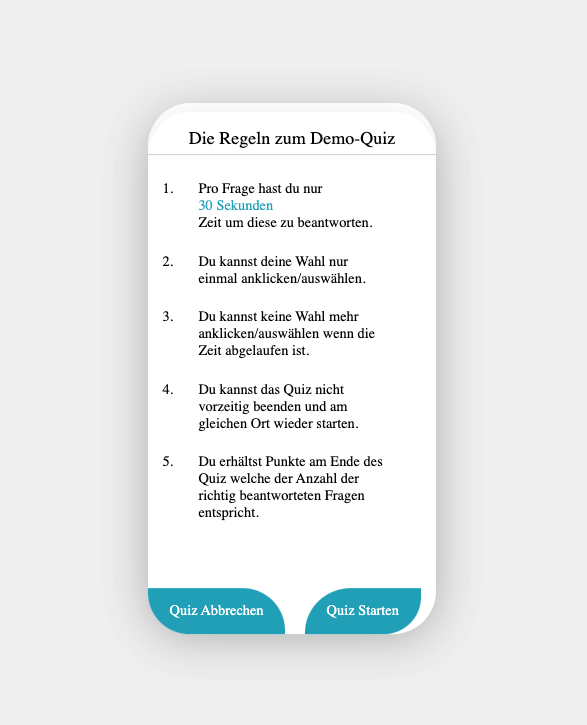 Die Regeln zum Demo-Quiz
1. Pro Frage hast du nur
30 Sekunden
Zeit um diese zu beantworten.
2. Du kannst deine Wahl nur
einmal anklicken/auswählen.
3. Du kannst keine Wahl mehr
anklicken/auswählen wenn die
Zeit abgelaufen ist.
4. Du kannst das Quiz nicht
vorzeitig beenden und am
gleichen Ort wieder starten.
5. Du erhältst Punkte am Ende des
Quiz welche der Anzahl der
richtig beantworteten Fragen
entspricht.
Quiz Abbrechen
Quiz Starten